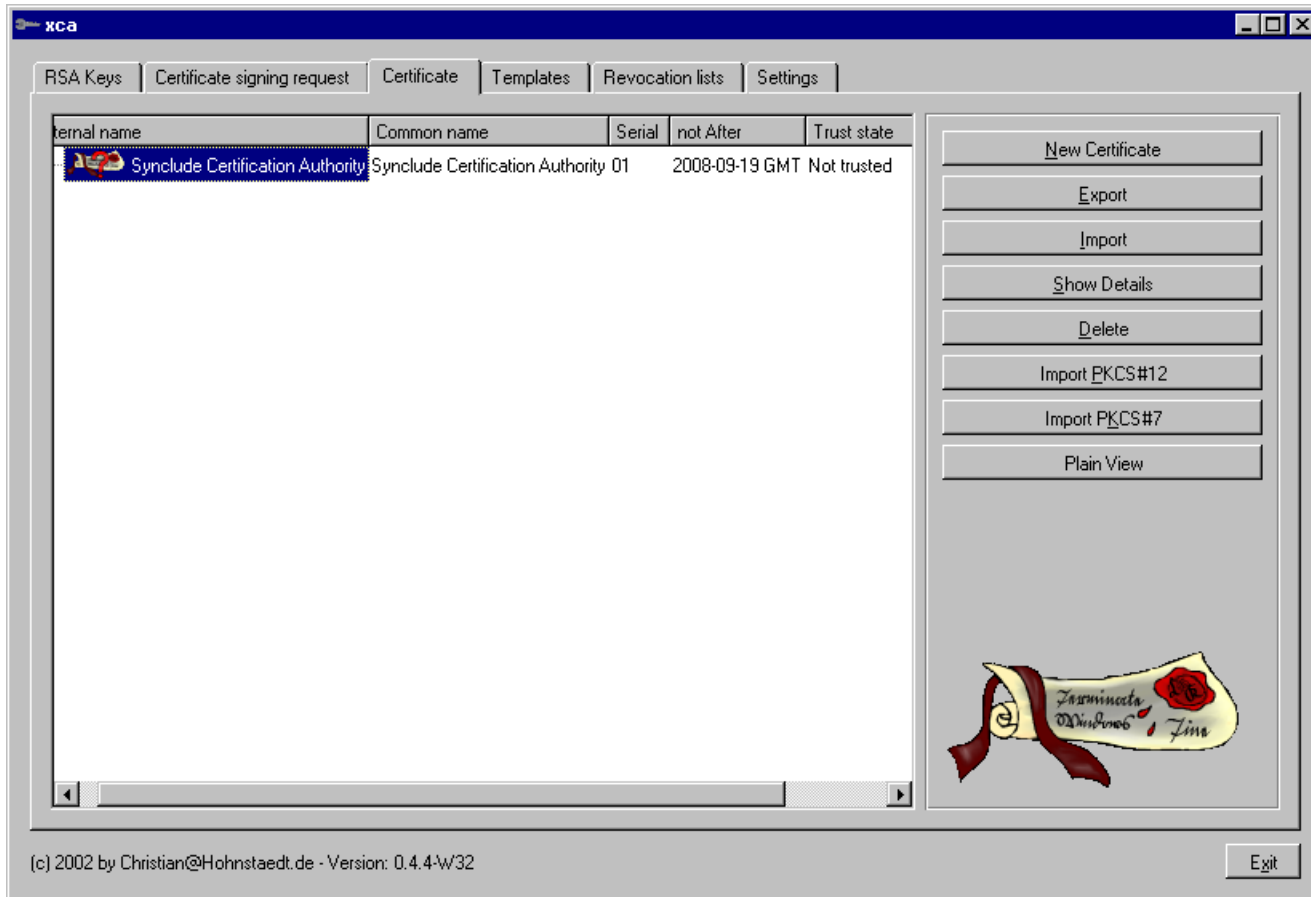 xca
RSA Keys Certificate signing request Certificate Templates Revocation lists Settings
ternal name Common name Serial not After Trust state
Synclude Certification Authority Synclude Certification Authority 01 2008-09-19 GMT Not trusted
New Certificate
Export
Import
Show Details
Delete
Import PKCS#12
Import PKCS#7
Plain View
Terminate
Windows
(c) 2002 by Christian@Hohnstaedt.de - Version: 0.4.4-W32
Exit